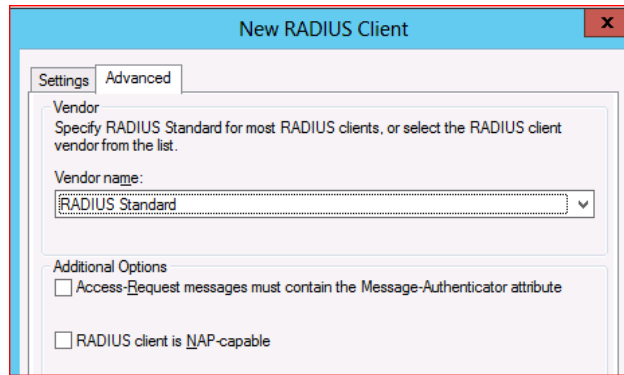 New RADIUS Client
x
Settings
Advanced
Vendor
Specify RADIUS Standard for most RADIUS clients, or select the RADIUS client
vendor from the list.
Vendor name:
RADIUS Standard
Additional Options
Access-Request messages must contain the Message-Authenticator attribute
RADIUS client is NAP-capable